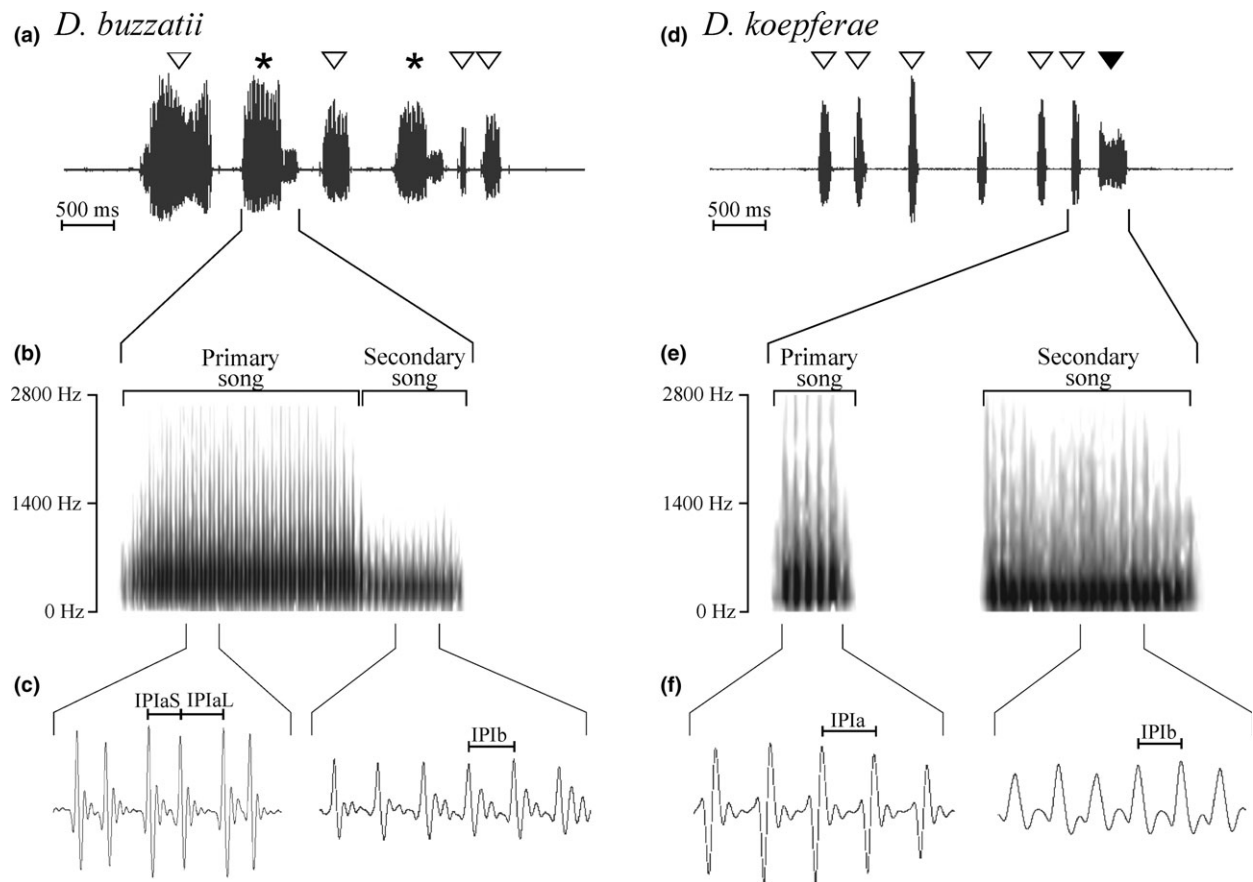 (a) D. buzzatii
*
*
500 ms
(b)
Primary
song
Secondary
song
2800 Hz
1400 Hz
0 Hz
(c)
IPIaS
IPIaL
IPIb
(d) D. koepferae
500 ms
(e)
Primary
song
Secondary
song
2800 Hz
1400 Hz
0 Hz
(f)
IPIa
IPIb